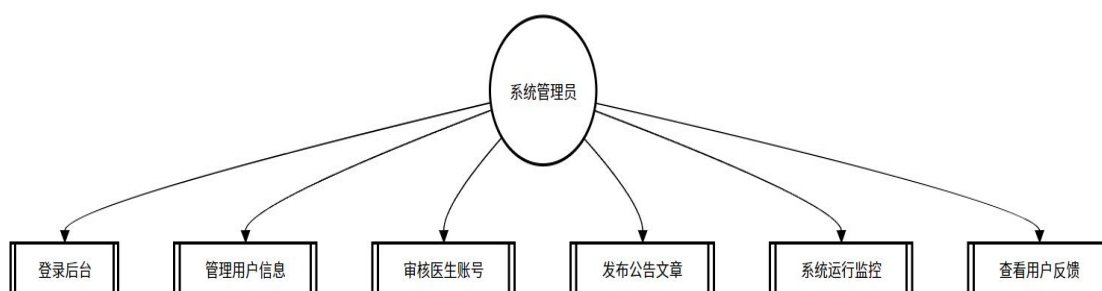 系统管理员
登录后台
管理用户信息
审核医生账号
发布公告文章
系统运行监控
查看用户反馈